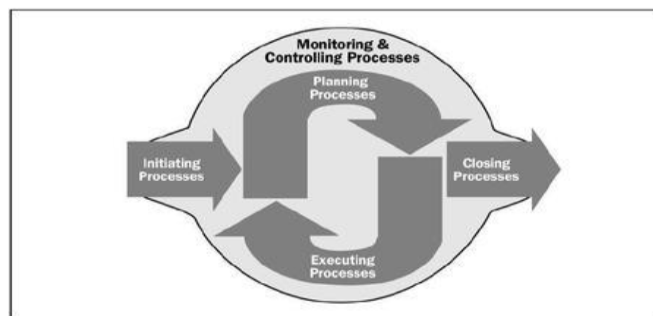 Monitoring &
Controlling Processes
Planning
Processes
Initiating
Processes
Closing
Processes
Executing
Processes